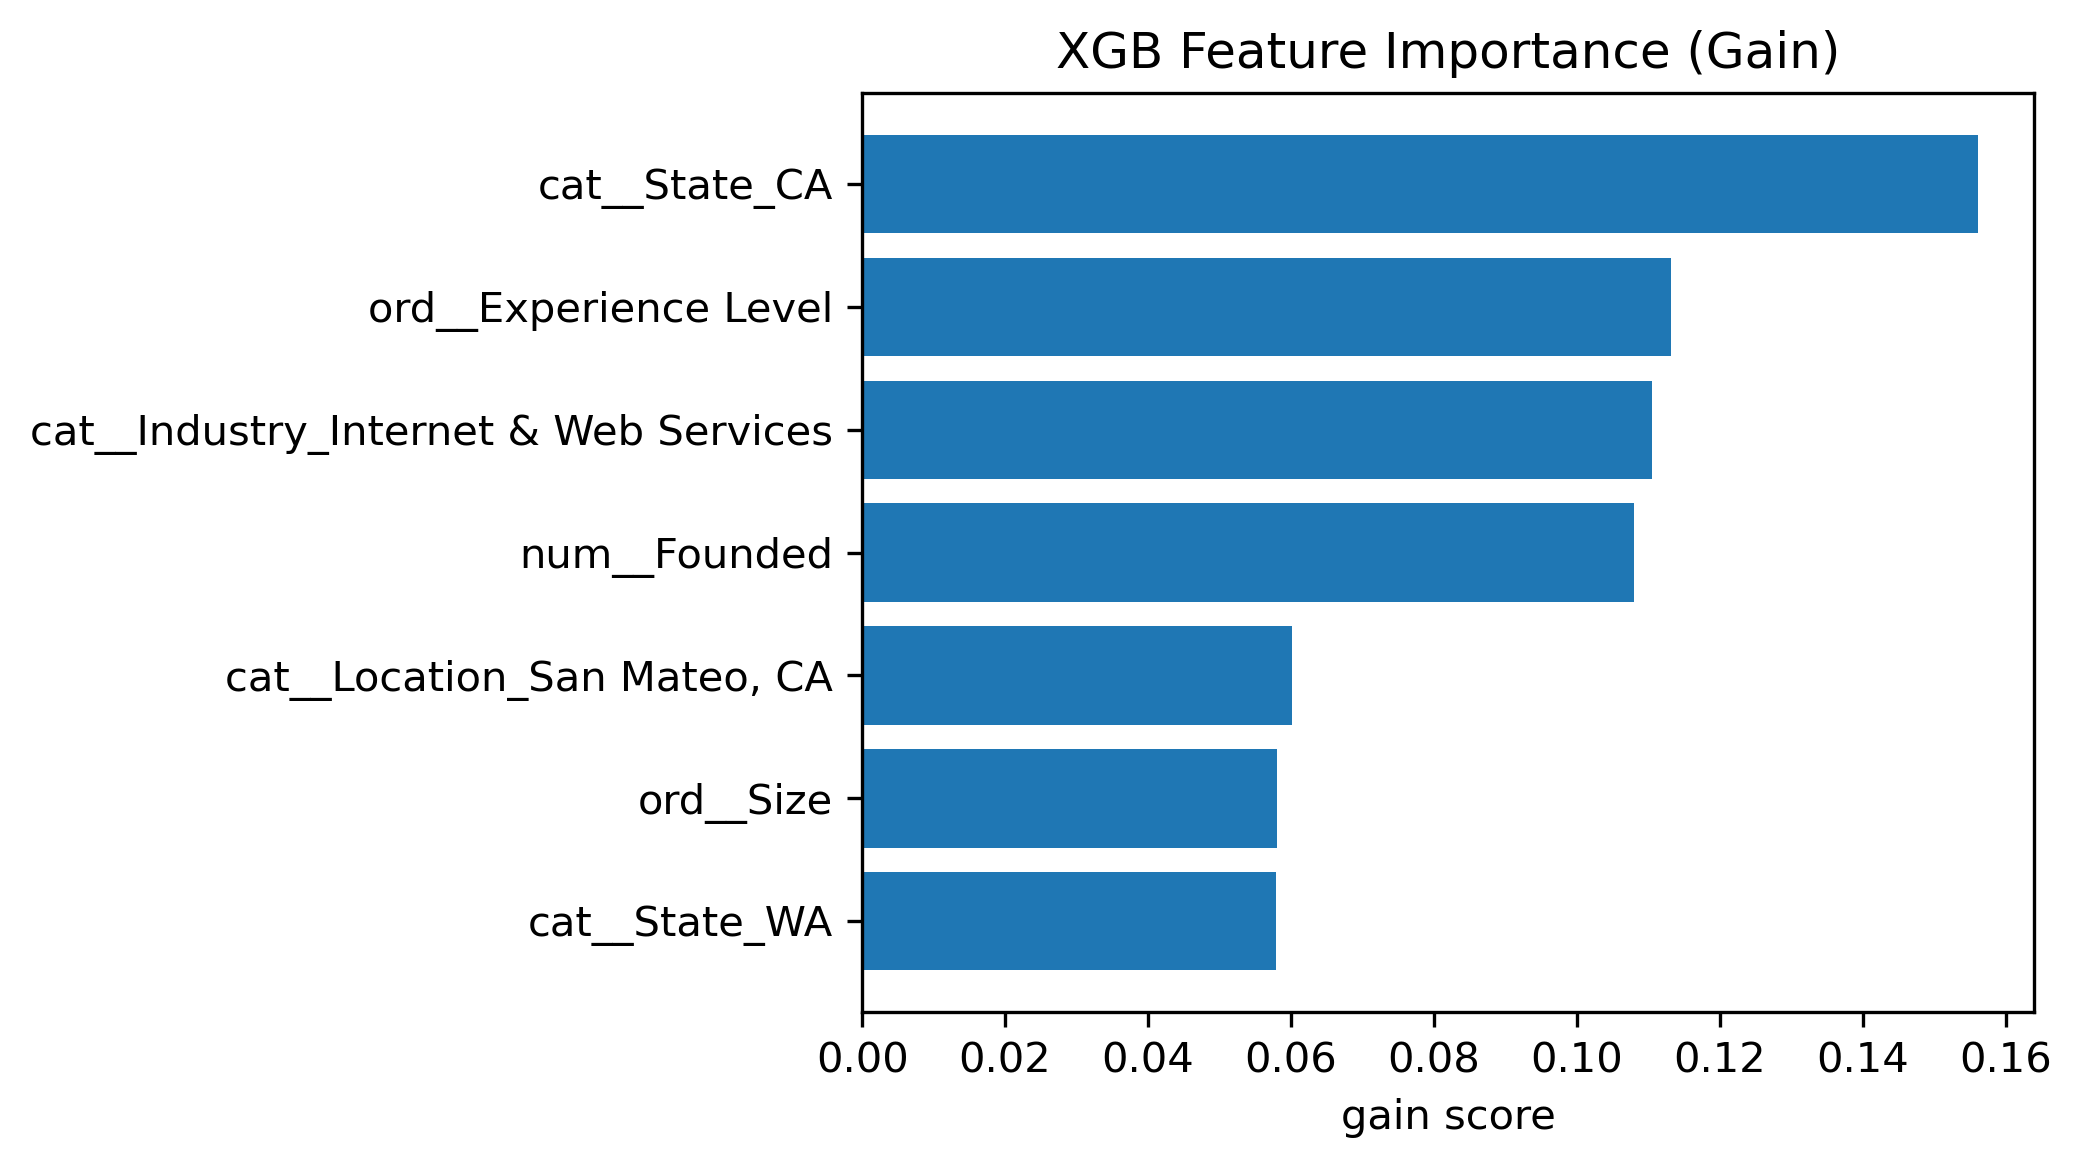 XGB Feature Importance (Gain)
cat__State_CA
ord__Experience Level
cat__Industry_Internet & Web Services
num__Founded
cat__Location_San Mateo, CA
ord__Size
cat__State_WA
0.00 0.02 0.04 0.06 0.08 0.10 0.12 0.14 0.16
gain score